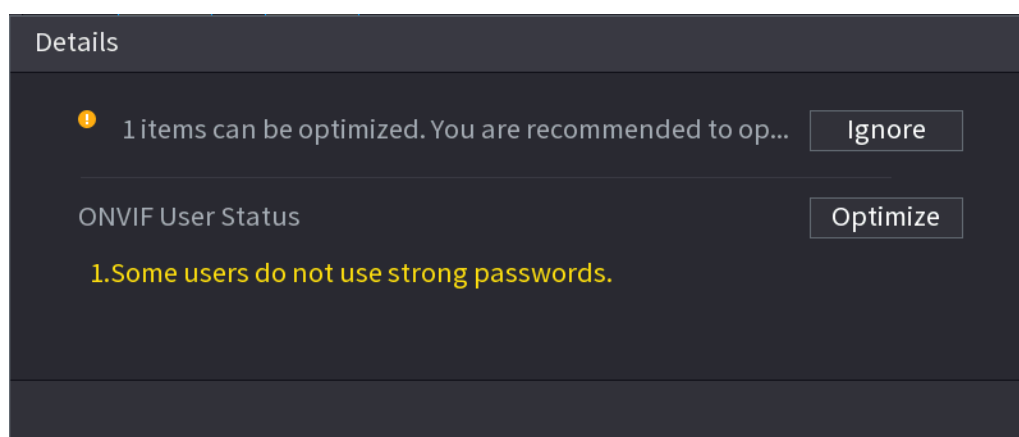 Details
1 items can be optimized. You are recommended to op...
Ignore
ONVIF User Status
Optimize
1.Some users do not use strong passwords.